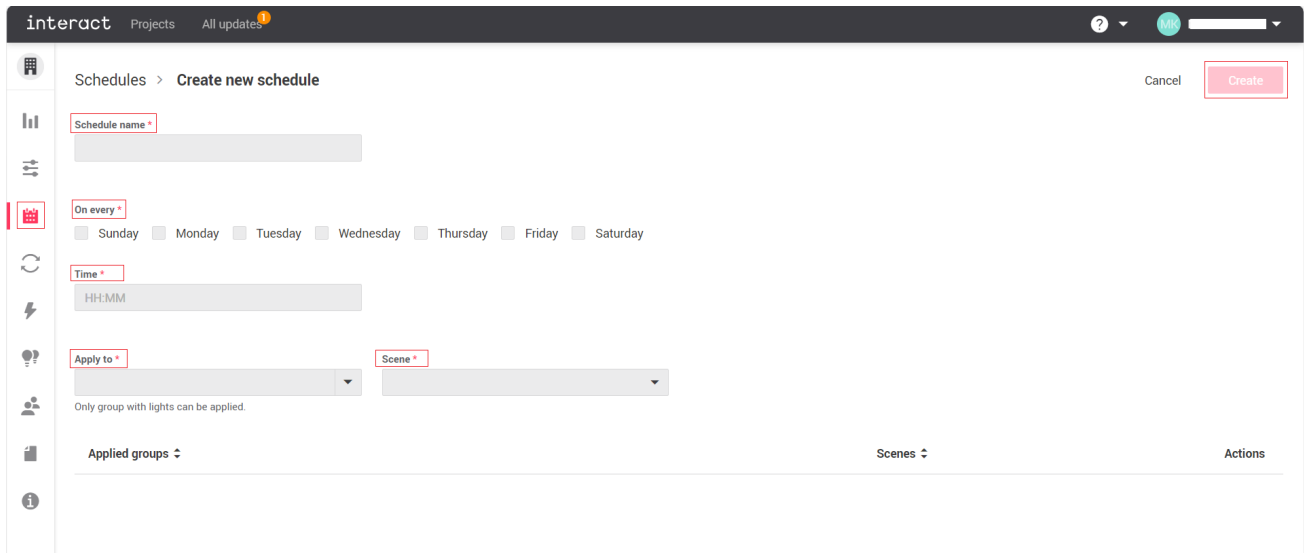 interact Projects All updates 1 ? MK
Schedules > Create new schedule Cancel Create
Schedule name *
On every *
Sunday Monday Tuesday Wednesday Thursday Friday Saturday
Time *
HH:MM
Apply to * Scene *
Only group with lights can be applied.
Applied groups Scenes Actions